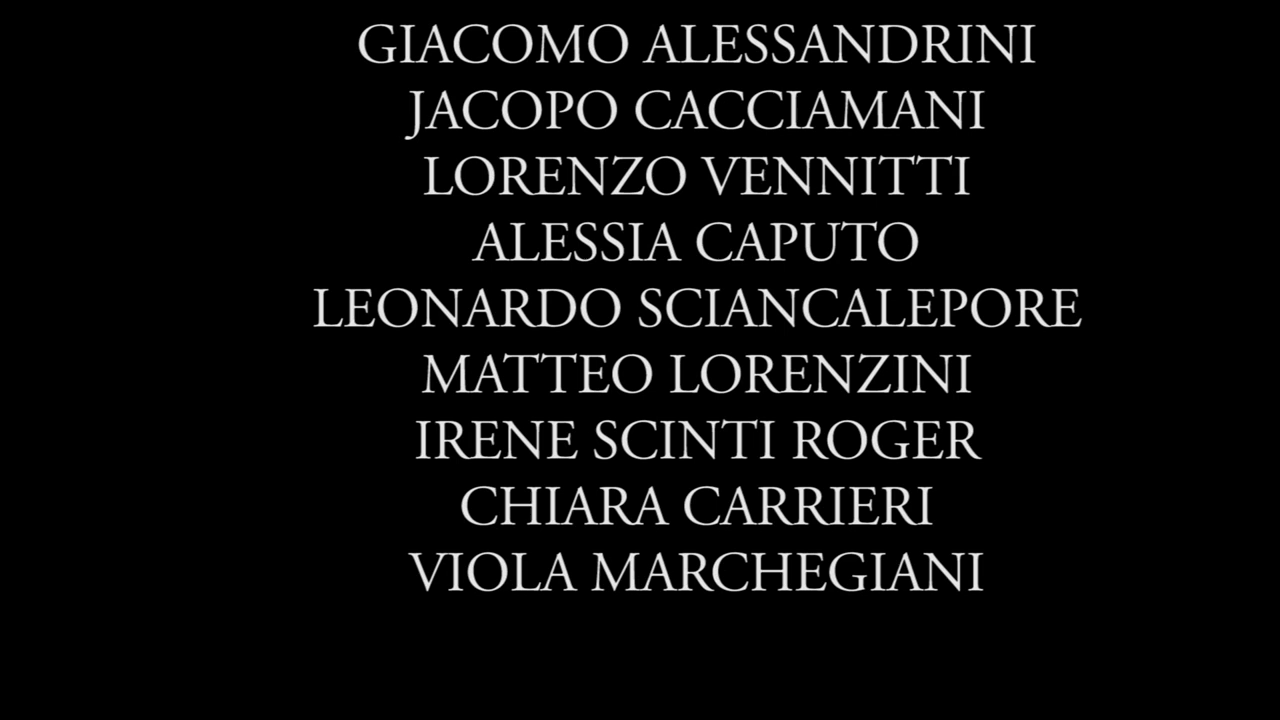 GIACOMO ALESSANDRINI
JACOPO CACCIAMANI
LORENZO VENNITTI
ALESSIA CAPUTO
LEONARDO SCIANCALEPORE
MATTEO LORENZINI
IRENE SCINTI ROGER
CHIARA CARRIERI
VIOLA MARCHEGIANI